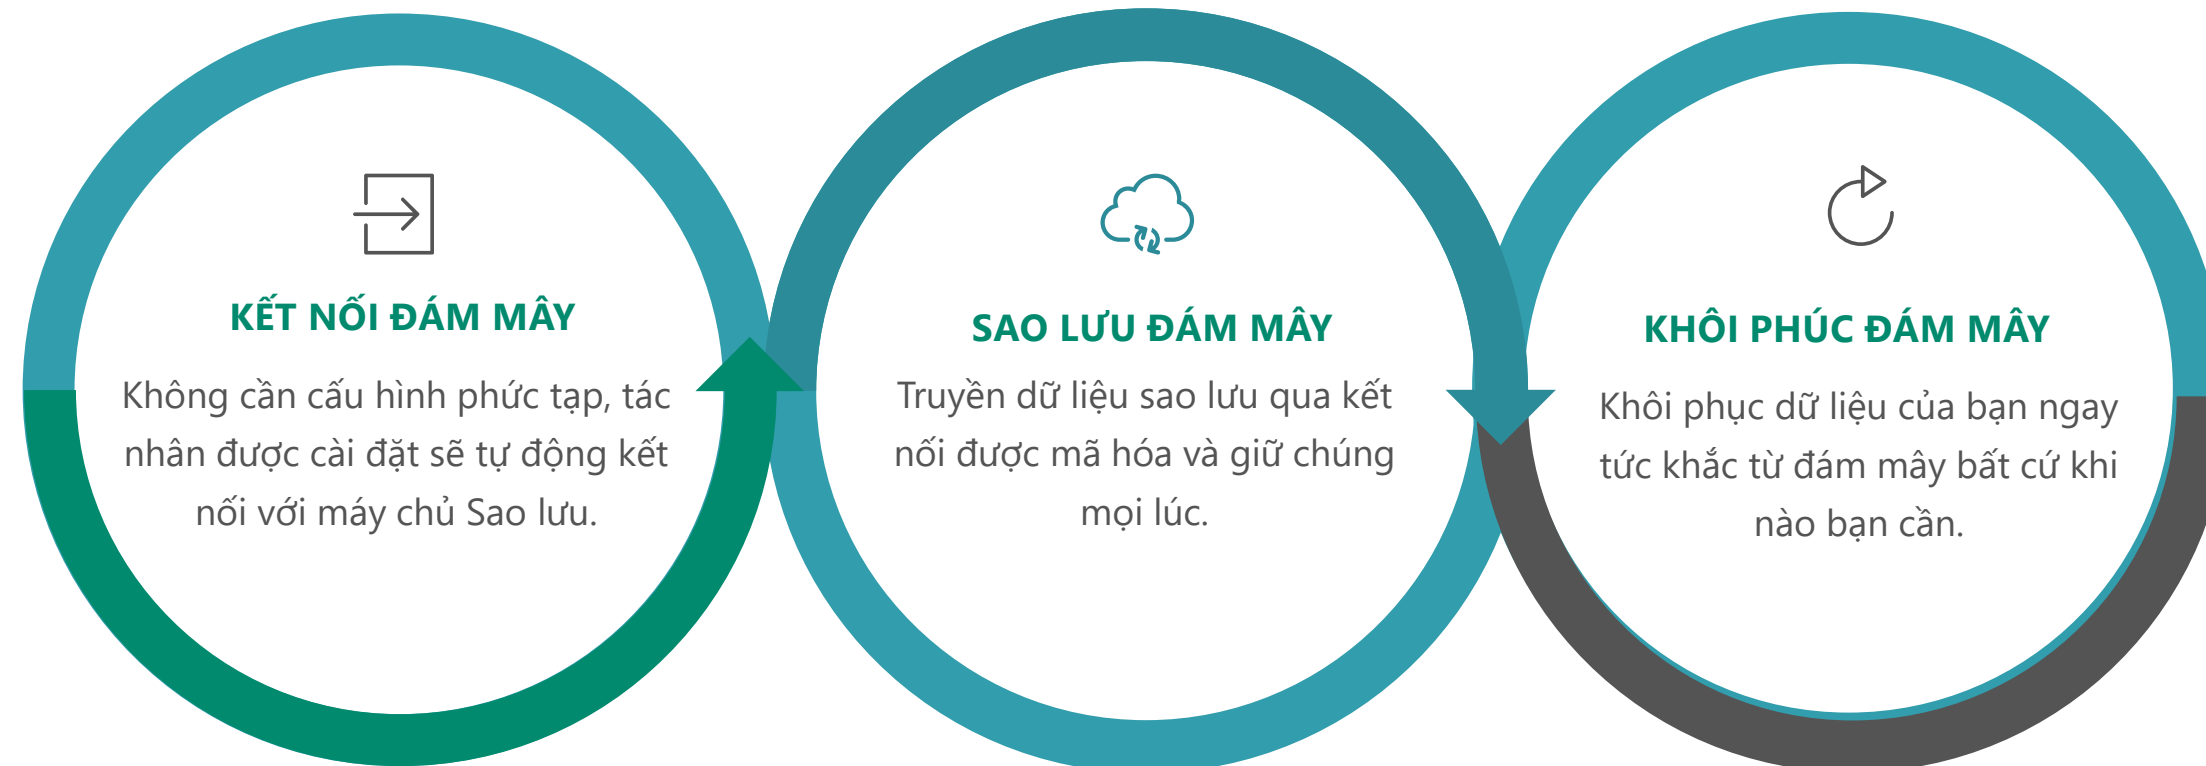 KẾT NỐI ĐÁM MÂY
Không cần cấu hình phức tạp, tác
nhân được cài đặt sẽ tự động kết
nối với máy chủ Sao lưu.
SAO LƯU ĐÁM MÂY
Truyền dữ liệu sao lưu qua kết
nối được mã hóa và giữ chúng
mọi lúc.
KHÔI PHÚC ĐÁM MÂY
Khôi phục dữ liệu của bạn ngay
tức khắc từ đám mây bất cứ khi
nào bạn cần.